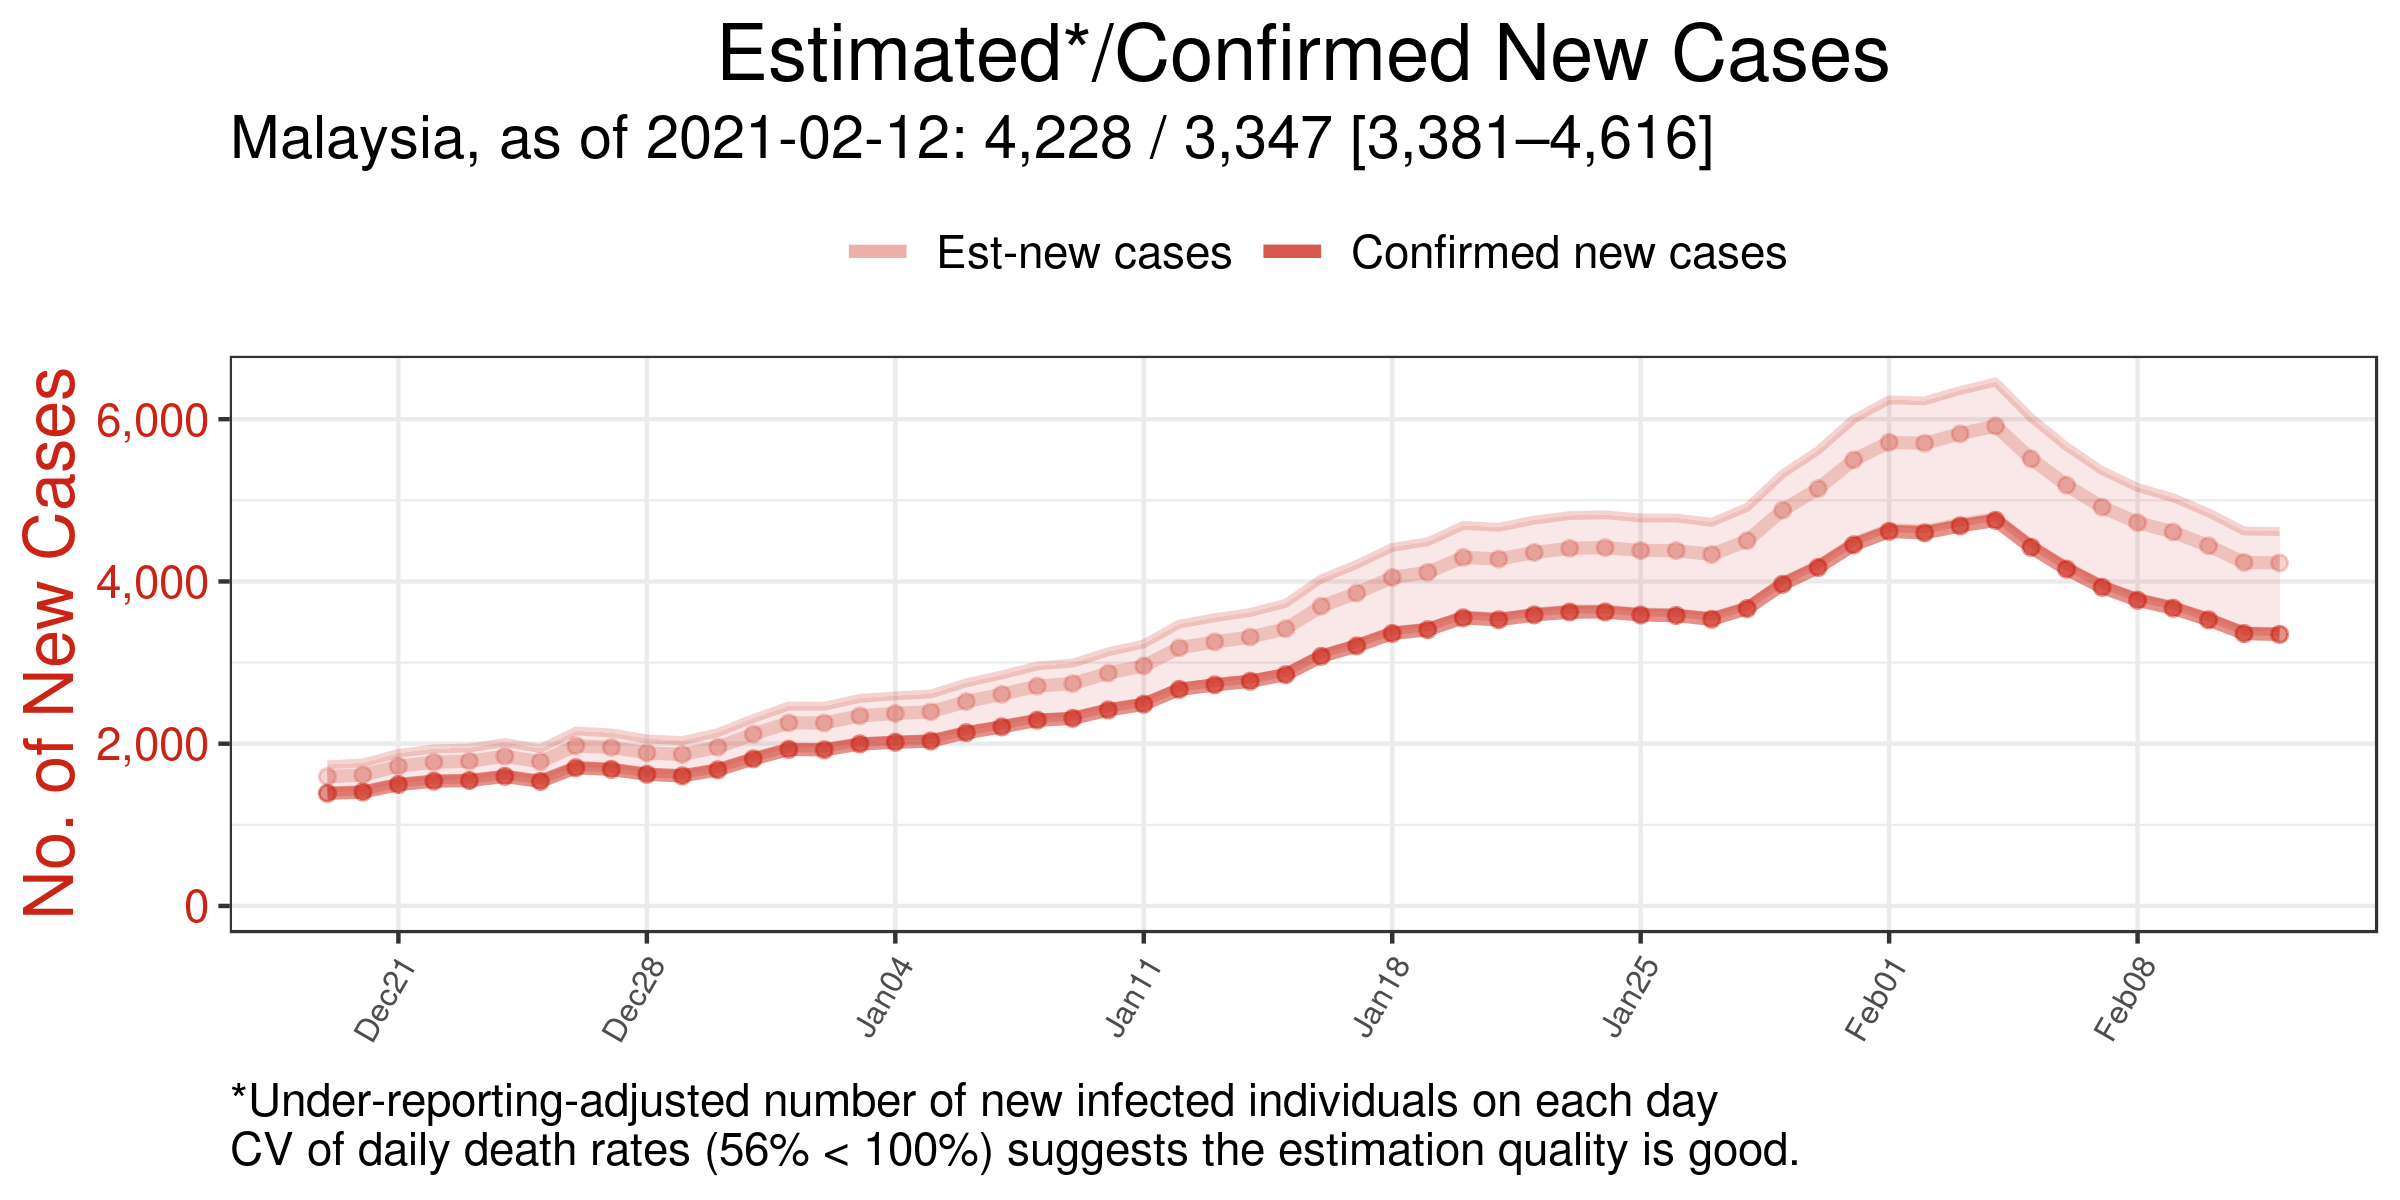 Estimated*/Confirmed New Cases
Malaysia, as of 2021-02-12: 4,228 / 3,347 [3,381–4,616]
Est-new cases Confirmed new cases
No. of New Cases
6,000
4,000
2,000
0
Dec21 Dec28 Jan04 Jan11 Jan18 Jan25 Feb01 Feb08
*Under-reporting-adjusted number of new infected individuals on each day
CV of daily death rates (56% < 100%) suggests the estimation quality is good.